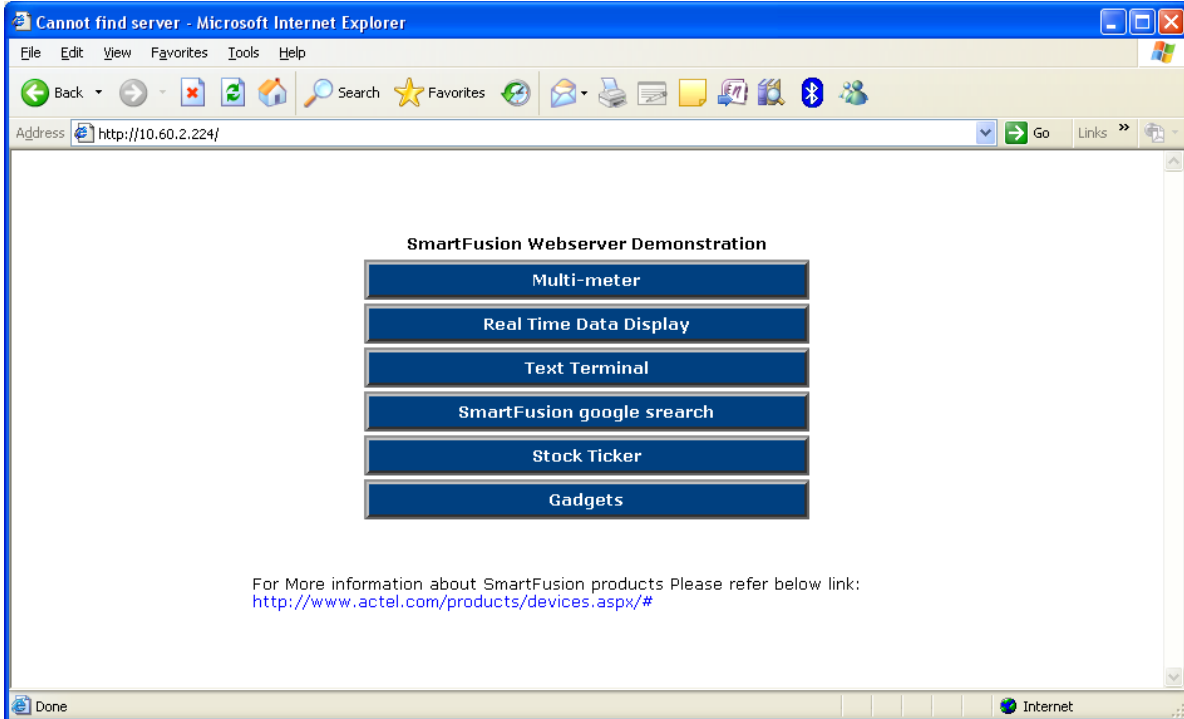 Cannot find server - Microsoft Internet Explorer
File Edit View Favorites Tools Help
Back Search Favorites
Address http://10.60.2.224/ Go Links »
SmartFusion Webserver Demonstration
Multi-meter
Real Time Data Display
Text Terminal
SmartFusion google srearch
Stock Ticker
Gadgets
For More information about SmartFusion products Please refer below link:
http://www.actel.com/products/devices.aspx/#
Done Internet